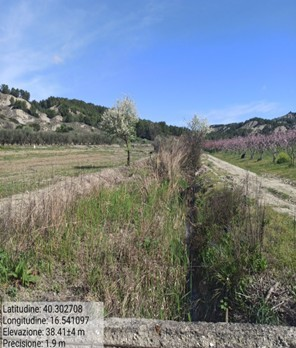 Latitudine: 40.302708
Longitudine: 16.541097
Elevazione: 38.41±4 m
Precisione: 1.9 m